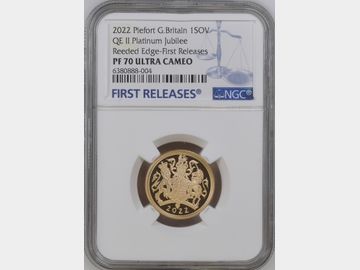 2022 Piefort G.Britain 1SOV
QE II Platinum Jubilee
Reeded Edge-First Releases
PF 70 ULTRA CAMEO
6380888-004
FIRST RELEASES
NGC
2022